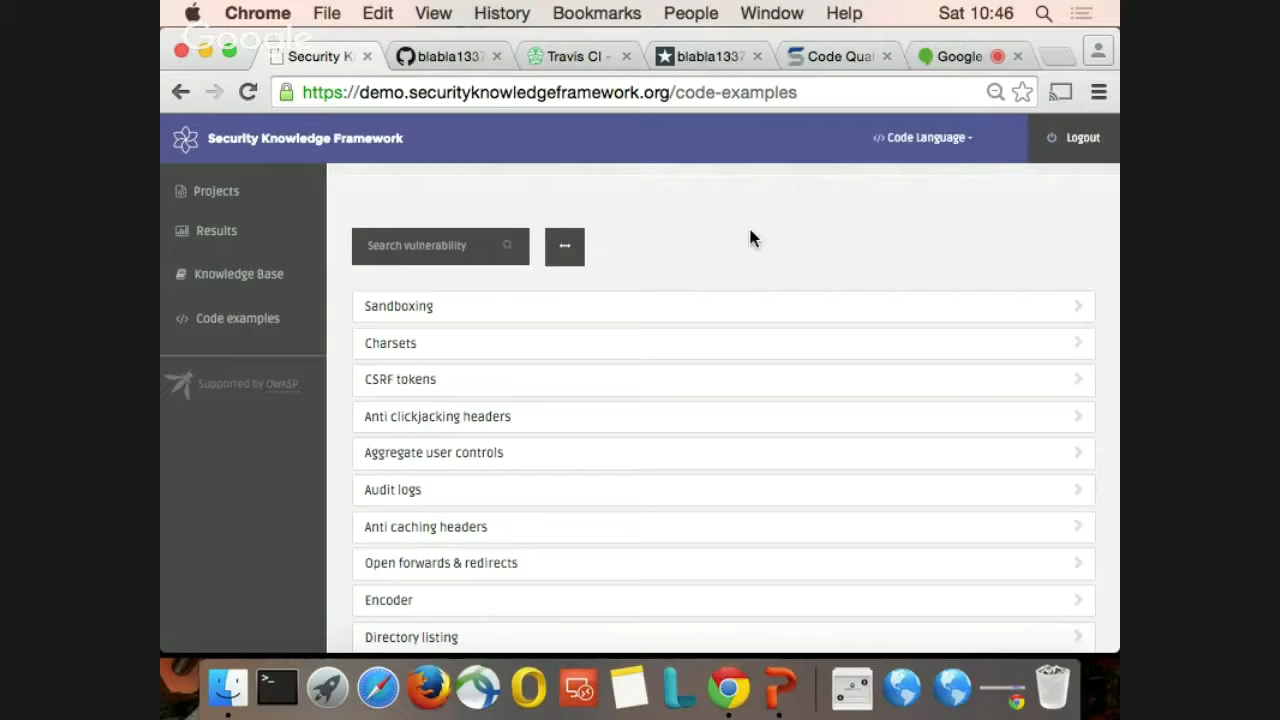 Chrome File Edit View History Bookmarks People Window Help Sat 10:46
Google
Security K blabla1337 Travis CI - blabla1337 Code Qual Google
https://demo.securityknowledgeframework.org/code-examples
Security Knowledge Framework Code Language Logout
Projects
Results
Knowledge Base
Code examples
Supported by OWASP
Search vulnerability
Sandboxing
Charsets
CSRF tokens
Anti clickjacking headers
Aggregate user controls
Audit logs
Anti caching headers
Open forwards & redirects
Encoder
Directory listing